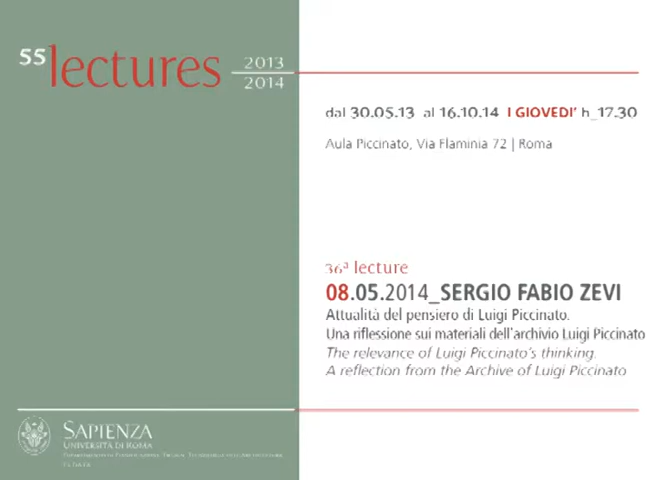 55 lectures 2013
2014
dal 30.05.13 al 16.10.14 I GIOVEDI' h_17.30
Aula Piccinato, Via Flaminia 72 | Roma
36ª lecture
08.05.2014_SERGIO FABIO ZEVI
Attualità del pensiero di Luigi Piccinato.
Una riflessione sui materiali dell'archivio Luigi Piccinato
The relevance of Luigi Piccinato's thinking.
A reflection from the Archive of Luigi Piccinato
SAPIENZA
UNIVERSITÀ DI ROMA